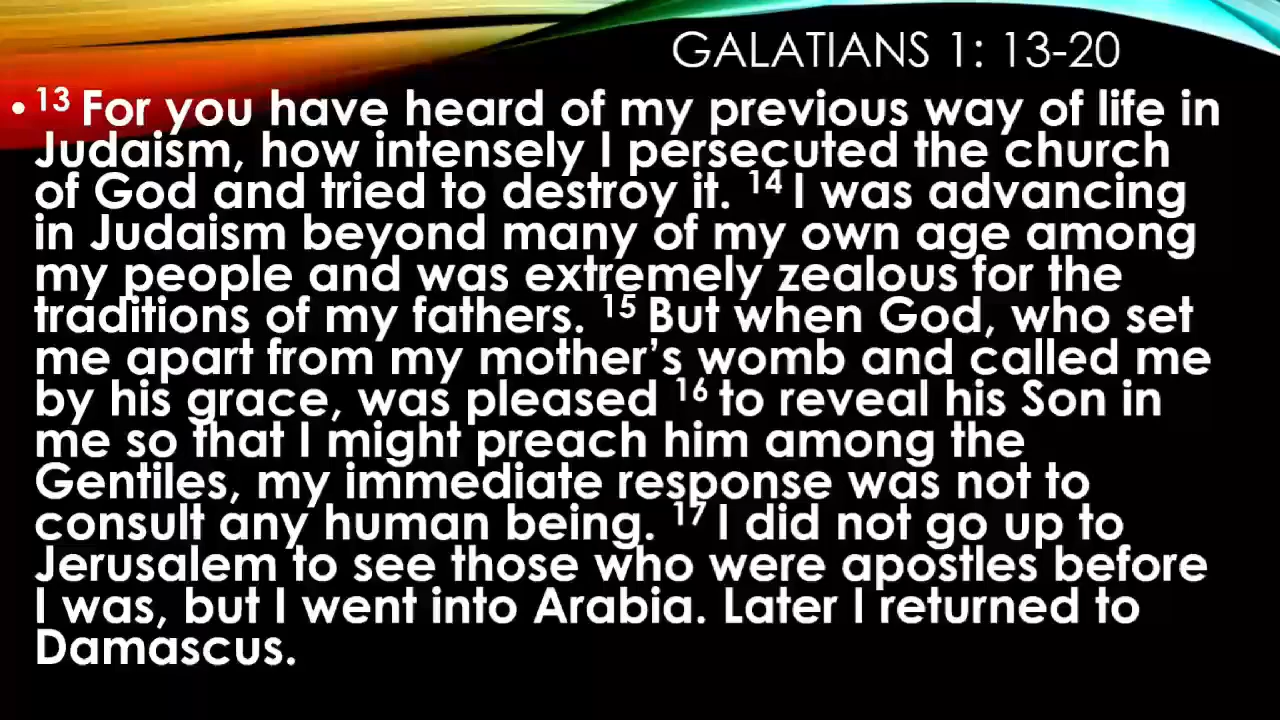 GALATIANS 1: 13-20
• 13 For you have heard of my previous way of life in
Judaism, how intensely I persecuted the church
of God and tried to destroy it. 14 I was advancing
in Judaism beyond many of my own age among
my people and was extremely zealous for the
traditions of my fathers. 15 But when God, who set
me apart from my mother’s womb and called me
by his grace, was pleased 16 to reveal his Son in
me so that I might preach him among the
Gentiles, my immediate response was not to
consult any human being. 17 I did not go up to
Jerusalem to see those who were apostles before
I was, but I went into Arabia. Later I returned to
Damascus.